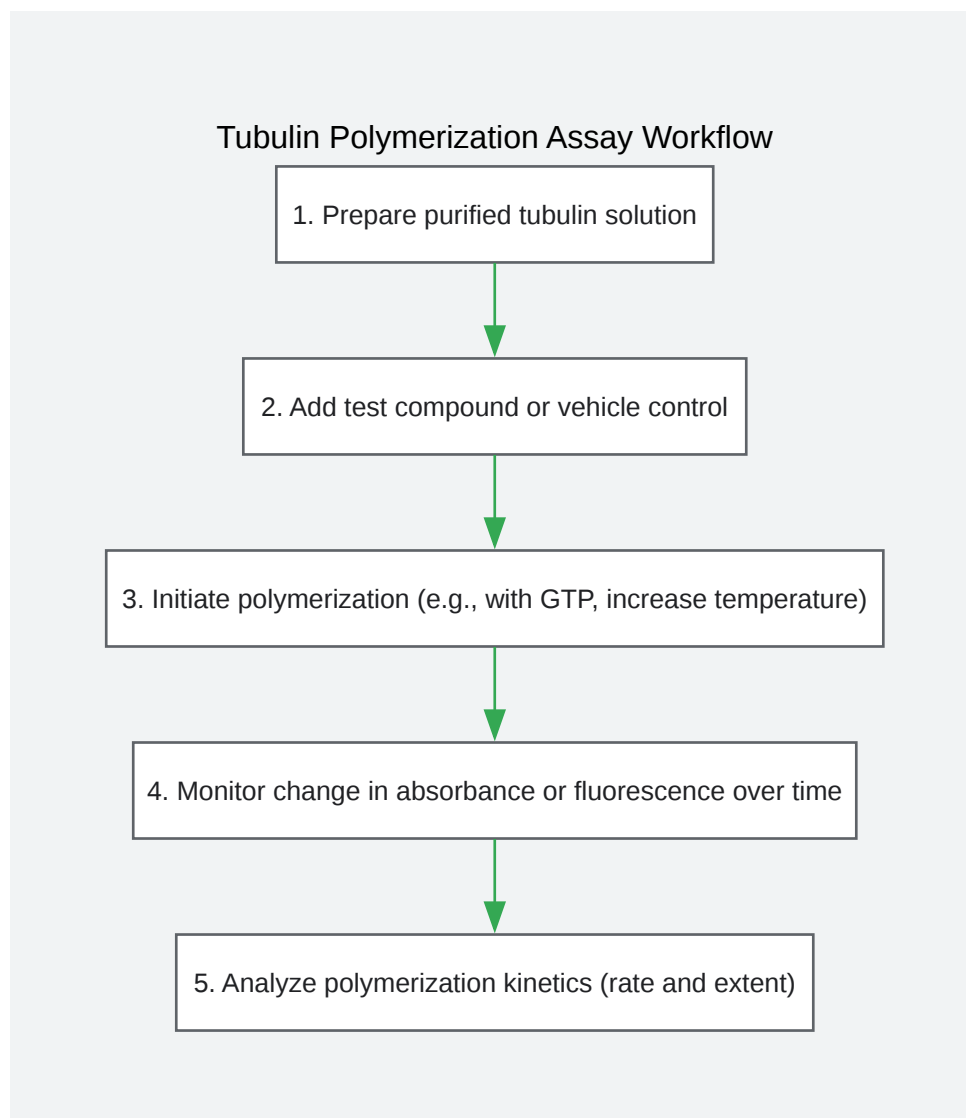 Tubulin Polymerization Assay Workflow
1. Prepare purified tubulin solution
2. Add test compound or vehicle control
3. Initiate polymerization (e.g., with GTP, increase temperature)
4. Monitor change in absorbance or fluorescence over time
5. Analyze polymerization kinetics (rate and extent)